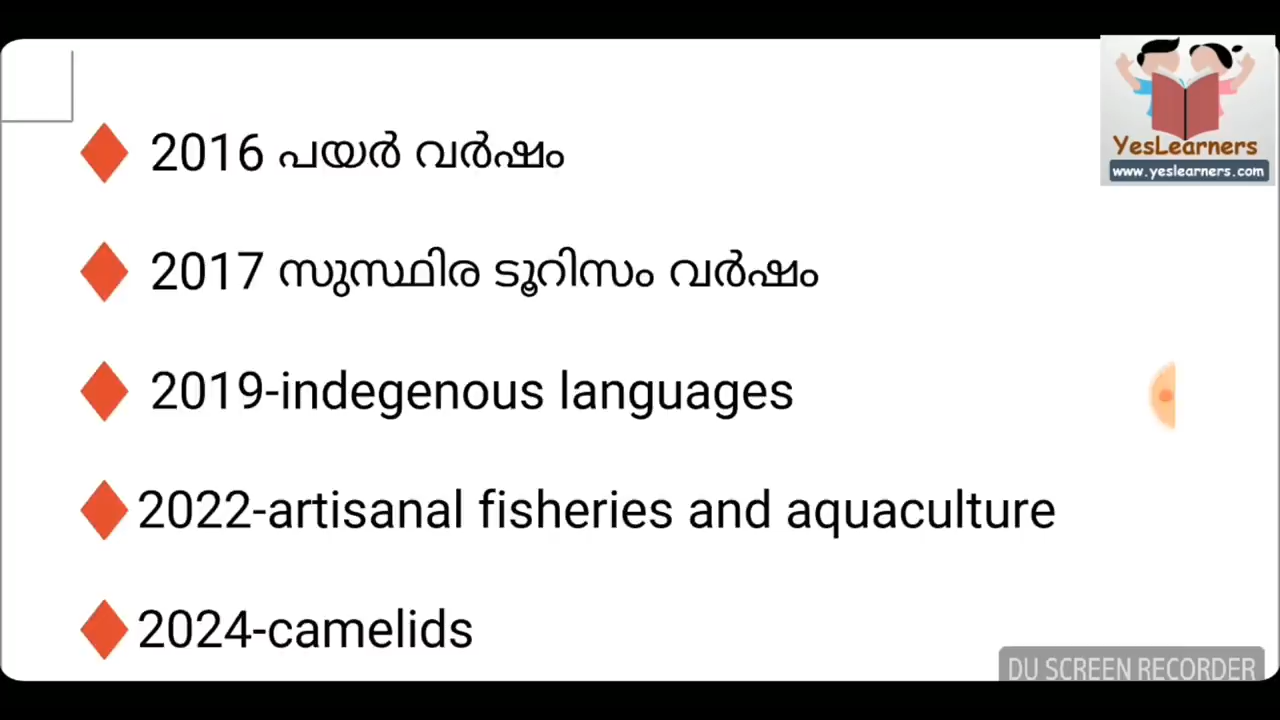 YesLearners
www.yeslearners.com
2016 പയർ വർഷം
2017 സുസ്ഥിര ടൂറിസം വർഷം
2019-indegenous languages
2022-artisanal fisheries and aquaculture
2024-camelids
DU SCREEN RECORDER